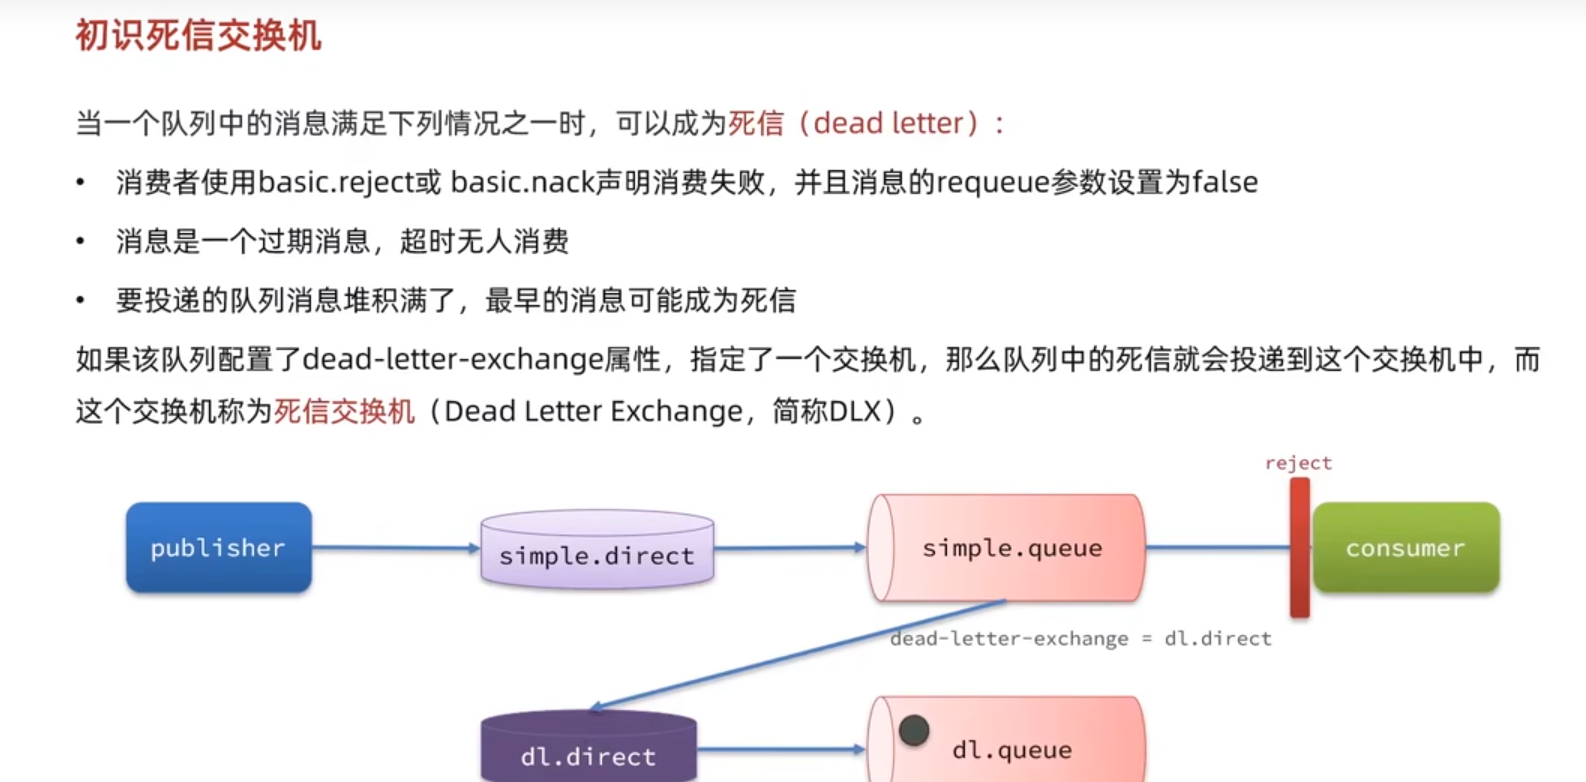 初识死信交换机
当一个队列中的消息满足下列情况之一时，可以成为死信（dead letter）：
• 消费者使用basic.reject或 basic.nack声明消费失败，并且消息的requeue参数设置为false
• 消息是一个过期消息，超时无人消费
• 要投递的队列消息堆积满了，最早的消息可能成为死信
如果该队列配置了dead-letter-exchange属性，指定了一个交换机，那么队列中的死信就会投递到这个交换机中，而
这个交换机称为死信交换机（Dead Letter Exchange，简称DLX）。
reject
publisher
simple.direct
simple.queue
consumer
dead-letter-exchange = dl.direct
dl.direct
dl.queue